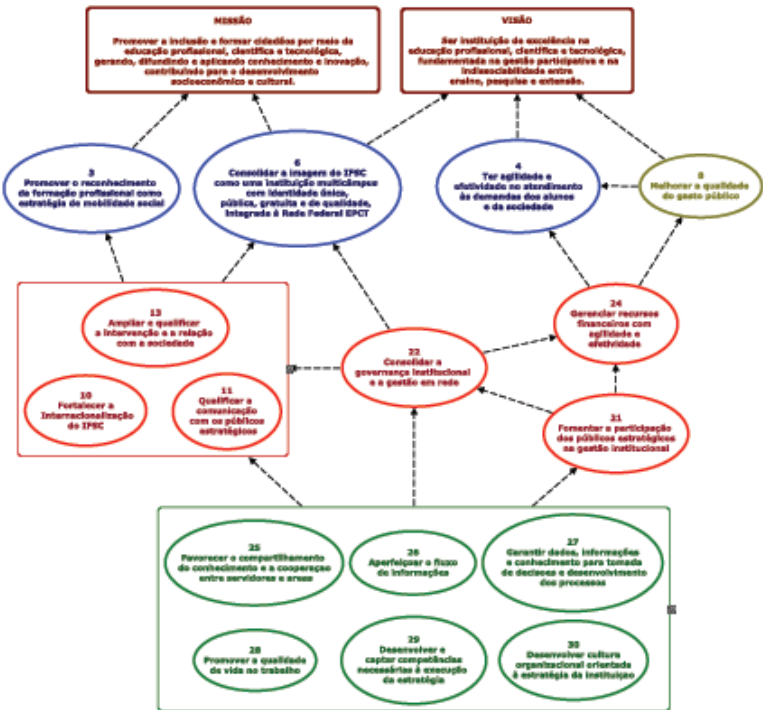 MISSÃO
Promover a inclusão e formar cidadãos por meio da
educação profissional, científica e tecnológica,
gerando, difundindo e aplicando conhecimento e inovação,
contribuindo para o desenvolvimento
socioeconômico e cultural.
VISÃO
Ser instituição de excelência na
educação profissional, científica e tecnológica,
fundamentada na gestão participativa e na
indissociabilidade entre
ensino, pesquisa e extensão.
3
Promover o reconhecimento
da formação profissional como
estratégia de mobilidade social
6
Consolidar a imagem do IFSC
como uma instituição multicâmpus
com identidade única,
pública, gratuita e de qualidade,
integrada à Rede Federal EPCT
4
Ter agilidade e
efetividade no atendimento
às demandas dos alunos
e da sociedade
8
Melhorar a qualidade
do gasto público
13
Ampliar e qualificar
a intervenção e a relação
com a sociedade
10
Fortalecer a
Internacionalização
do IFSC
11
Qualificar a
comunicação
com os públicos
estratégicos
22
Consolidar a
governança institucional
e a gestão em rede
24
Gerenciar recursos
financeiros com
agilidade e
efetividade
21
Fomentar a participação
dos públicos estratégicos
na gestão institucional
25
Favorecer o compartilhamento
do conhecimento e a cooperaçao
entre servidores e areas
26
Aperfeiçoar o fluxo
de informações
27
Garantir dados, informações
e conhecimento para tomada
de decisoes e desenvolvimento
dos processos
28
Promover a qualidade
de vida no trabalho
29
Desenvolver e
captar competências
necessárias à execução
da estratégia
30
Desenvolver cultura
organizacional orientada
à estratégia da instituiçao